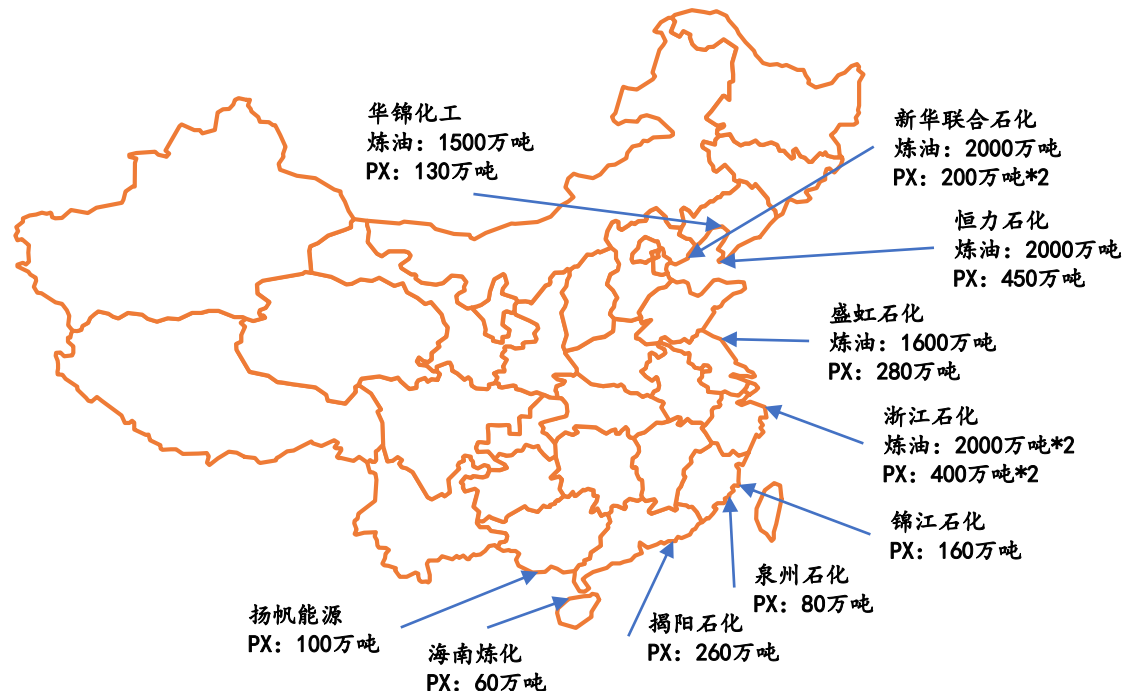 华锦化工
炼油：1500万吨
PX：130万吨
新华联合石化
炼油：2000万吨
PX：200万吨*2
恒力石化
炼油：2000万吨
PX：450万吨
盛虹石化
炼油：1600万吨
PX：280万吨
浙江石化
炼油：2000万吨*2
PX：400万吨*2
锦江石化
PX：160万吨
泉州石化
PX：80万吨
揭阳石化
PX：260万吨
海南炼化
PX：60万吨
扬帆能源
PX：100万吨